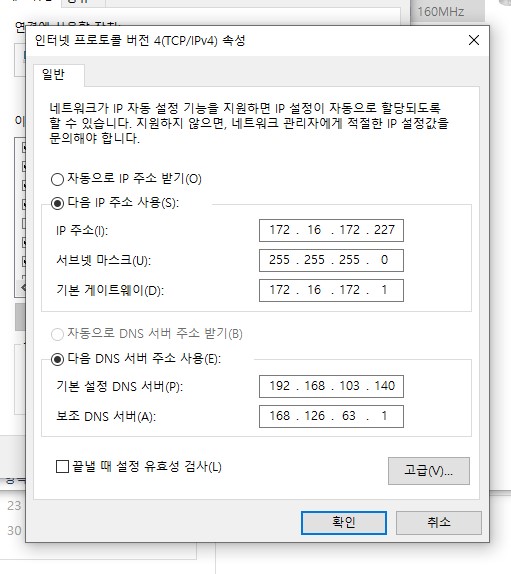 160MHz
인터넷 프로토콜 버전 4(TCP/IPv4) 속성
일반
네트워크가 IP 자동 설정 기능을 지원하면 IP 설정이 자동으로 할당되도록
할 수 있습니다. 지원하지 않으면, 네트워크 관리자에게 적절한 IP 설정값을
문의해야 합니다.
자동으로 IP 주소 받기(O)
다음 IP 주소 사용(S):
IP 주소(I): 172 . 16 . 172 . 227
서브넷 마스크(U): 255 . 255 . 255 . 0
기본 게이트웨이(D): 172 . 16 . 172 . 1
자동으로 DNS 서버 주소 받기(B)
다음 DNS 서버 주소 사용(E):
기본 설정 DNS 서버(P): 192 . 168 . 103 . 140
보조 DNS 서버(A): 168 . 126 . 63 . 1
끝낼 때 설정 유효성 검사(L)
고급(V)...
23
30
확인
취소